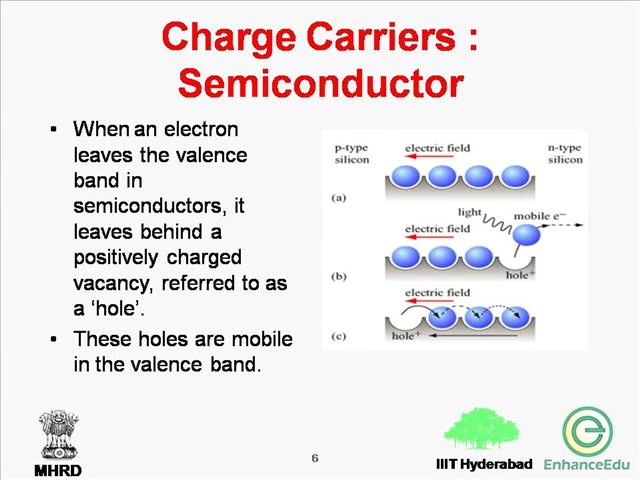 Charge Carriers :
Semiconductor
• When an electron
leaves the valence
band in
semiconductors, it
leaves behind a
positively charged
vacancy, referred to as
a ‘hole’.
• These holes are mobile
in the valence band.
p-type
silicon
electric field
n-type
silicon
(a)
light
mobile e−
electric field
(b)
hole+
electric field
(c)
hole+
MHRD
6
IIIT Hyderabad
EnhanceEdu